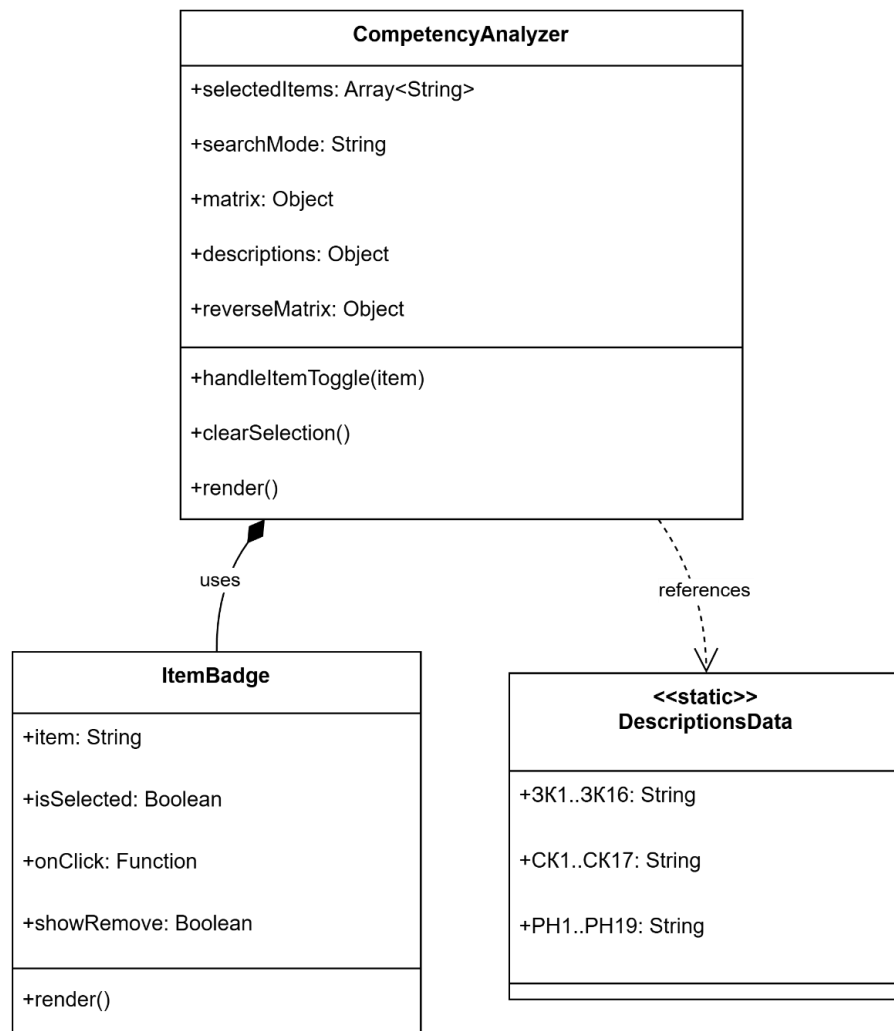 CompetencyAnalyzer
+selectedItems: Array<String>
+searchMode: String
+matrix: Object
+descriptions: Object
+reverseMatrix: Object
+handleItemToggle(item)
+clearSelection()
+render()
uses
references
ItemBadge
+item: String
+isSelected: Boolean
+onClick: Function
+showRemove: Boolean
+render()
<<static>>
DescriptionsData
+ЗК1..ЗК16: String
+СК1..СК17: String
+РН1..РН19: String